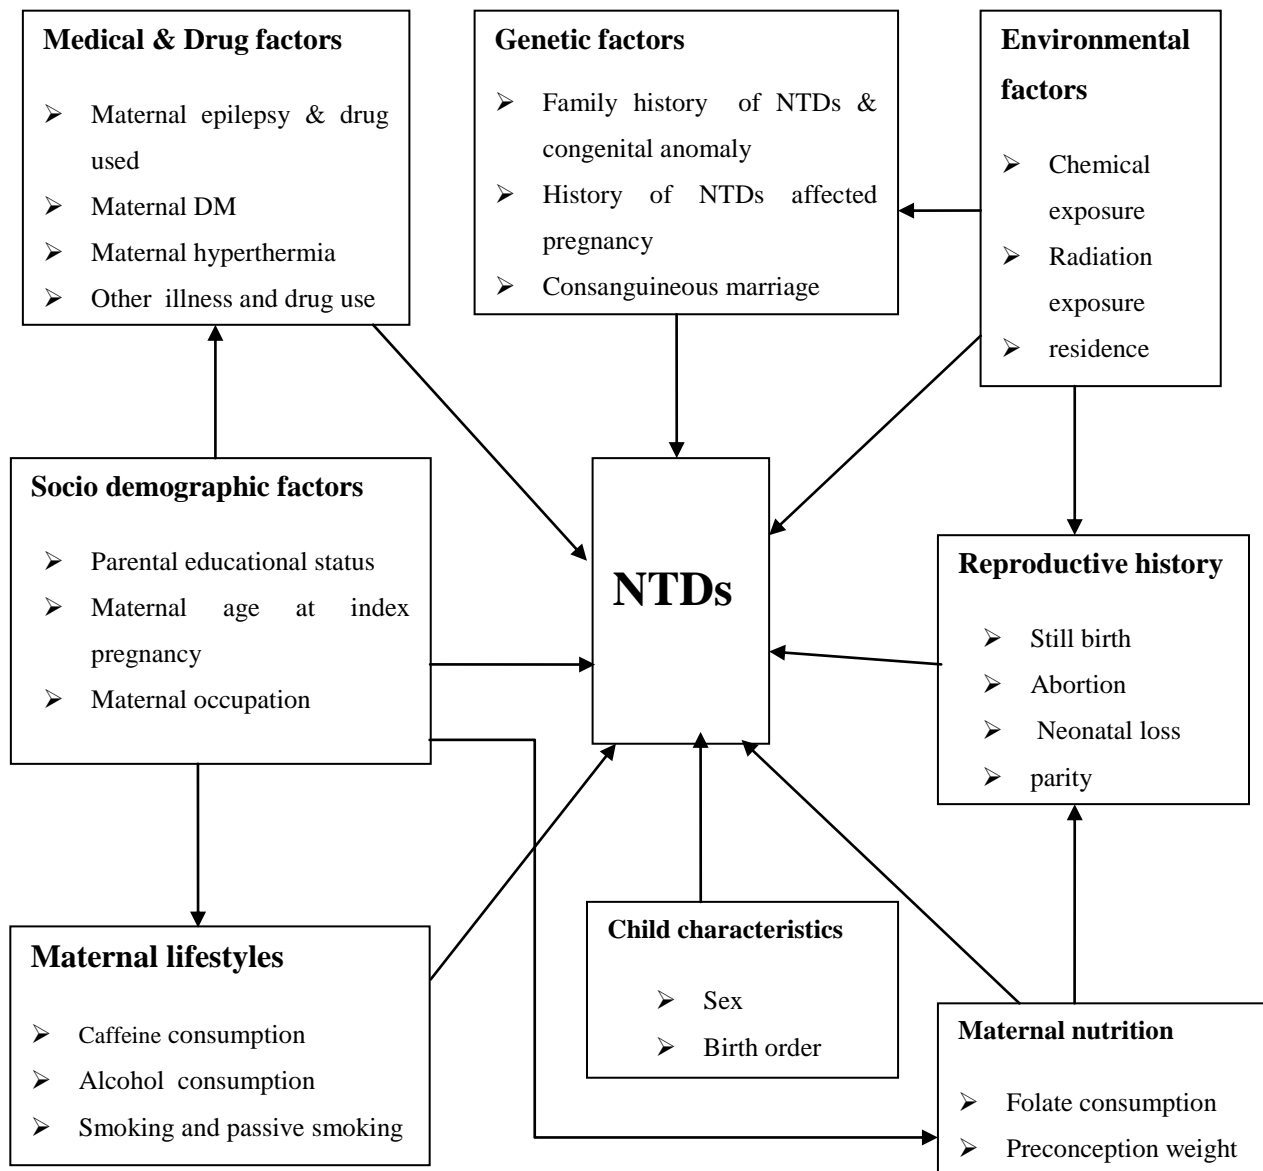 Medical & Drug factors
Maternal epilepsy & drug
used
Maternal DM
Maternal hyperthermia
Other illness and drug use
Genetic factors
Family history of NTDs &
congenital anomaly
History of NTDs affected
pregnancy
Consanguineous marriage
Environmental
factors
Chemical
exposure
Radiation
exposure
residence
Socio demographic factors
Parental educational status
Maternal age at index
pregnancy
Maternal occupation
NTDs
Reproductive history
Still birth
Abortion
Neonatal loss
parity
Maternal lifestyles
Caffeine consumption
Alcohol consumption
Smoking and passive smoking
Child characteristics
Sex
Birth order
Maternal nutrition
Folate consumption
Preconception weight